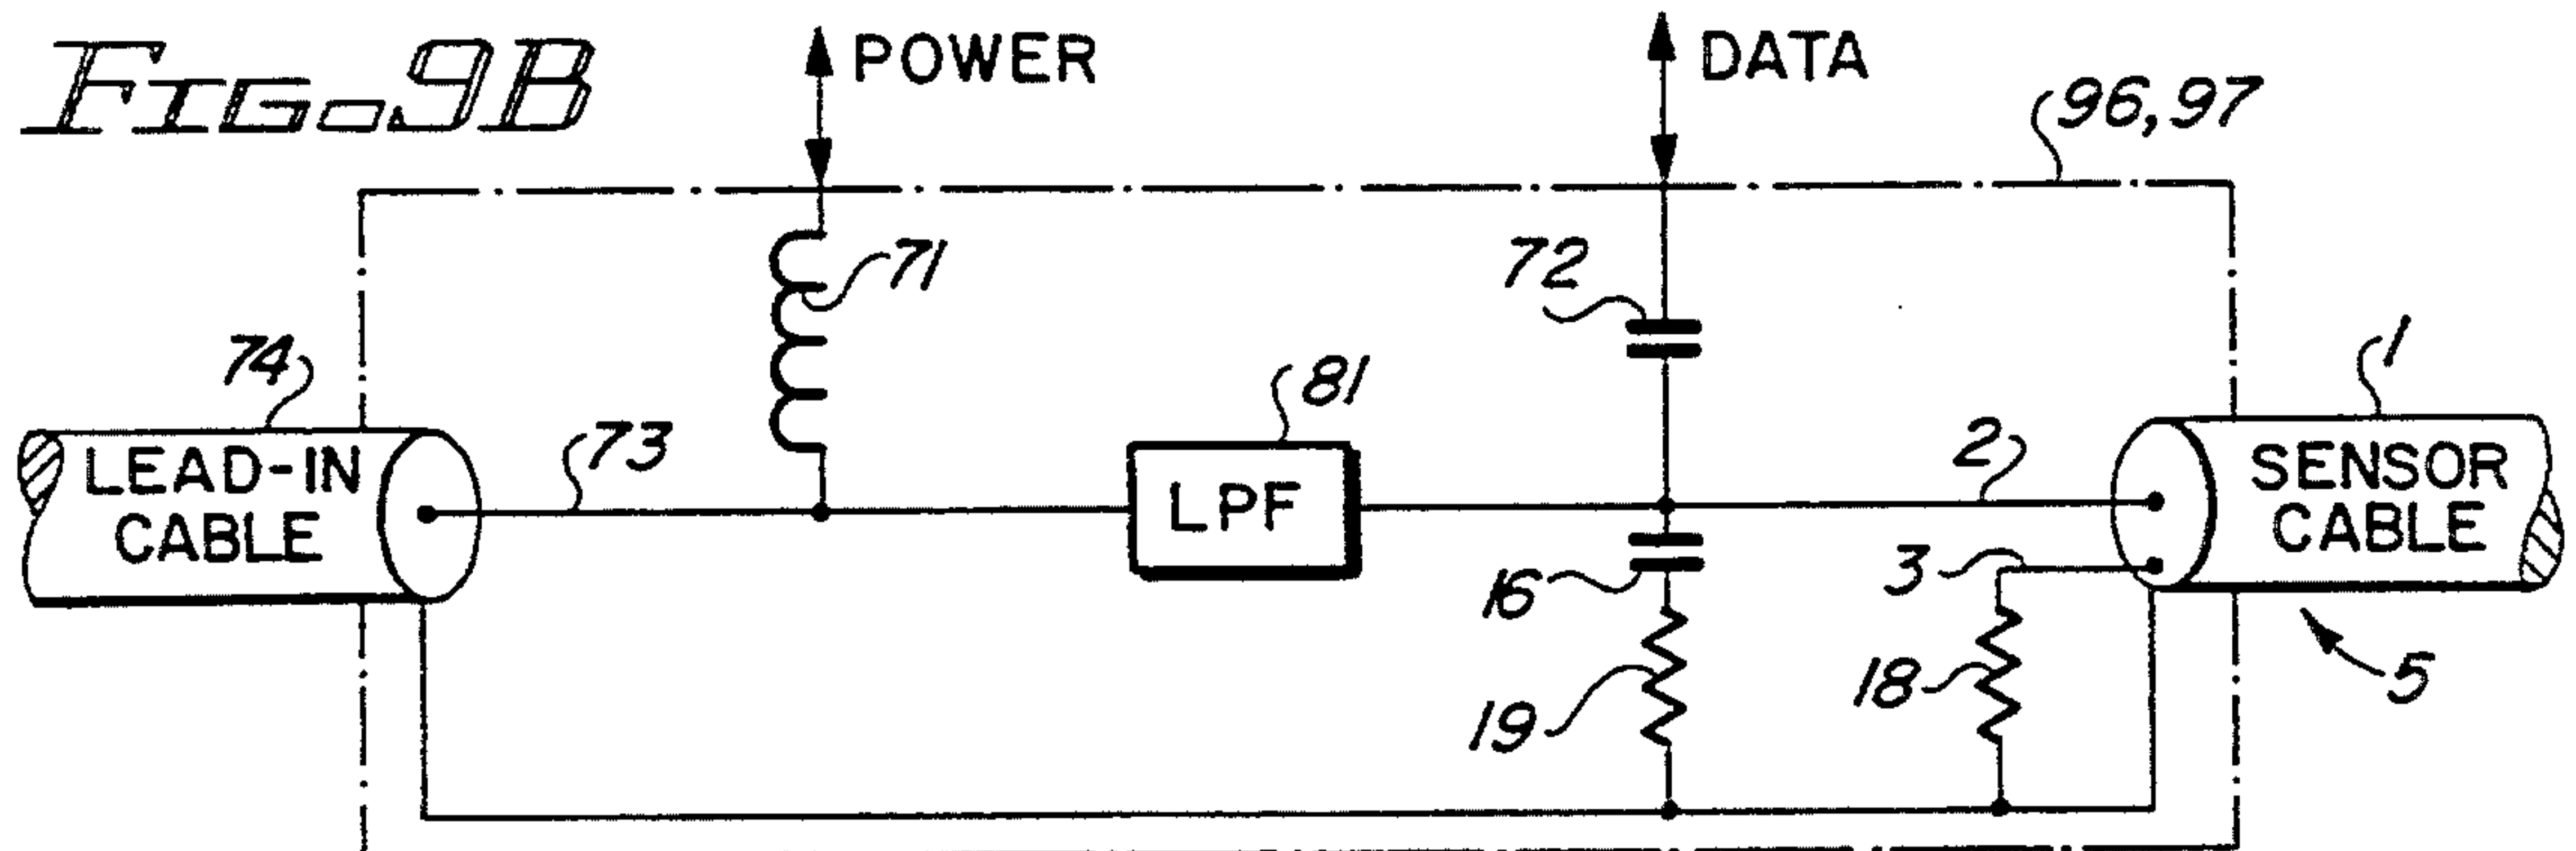 FIG. 9B
POWER
DATA
96, 97
71
72
74
73
81
2
1
LEAD-IN
CABLE
LPF
SENSOR
CABLE
16
3
19
18
5